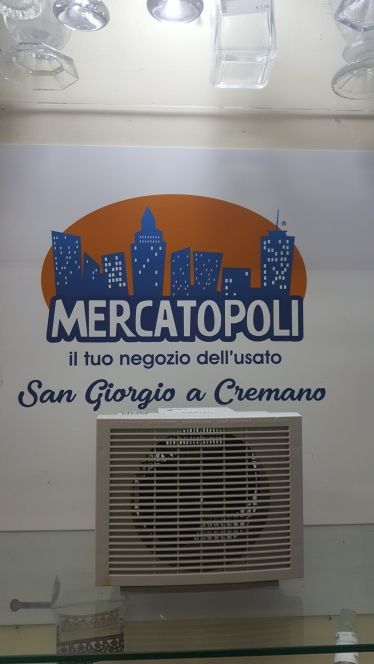 MERCATOPOLI
®
il tuo negozio dell'usato
San Giorgio a Cremano